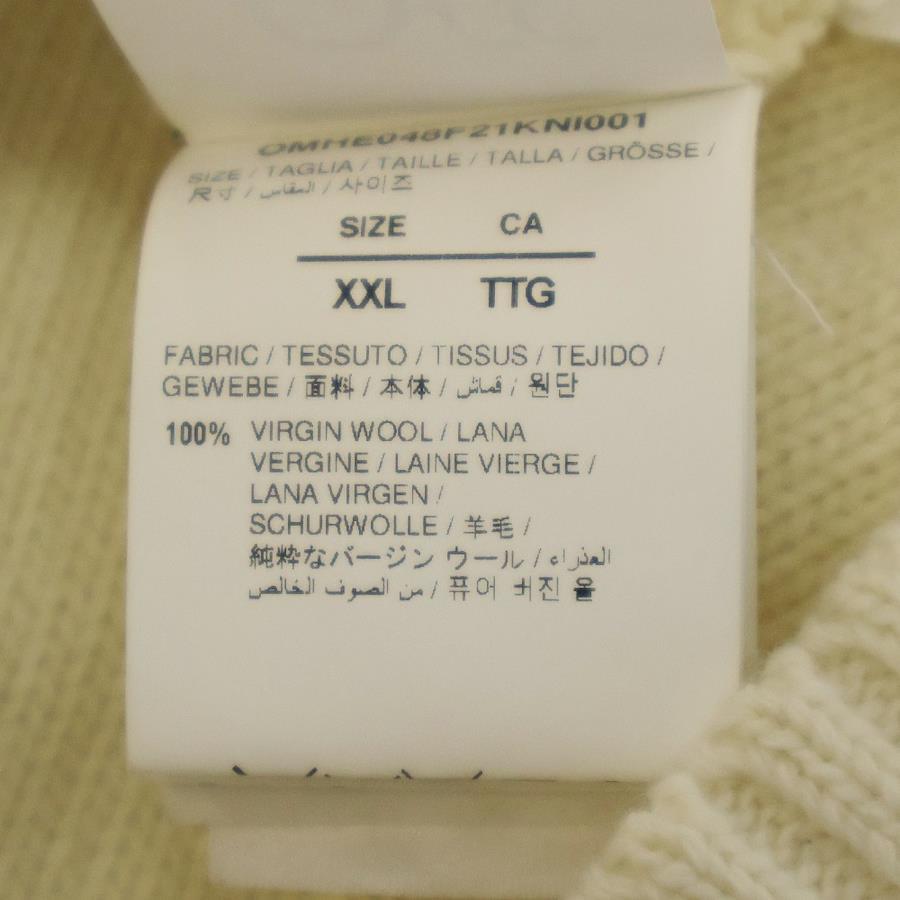 OMHE048F21KNI001
SIZE / TAGLIA / TAILLE / TALLA / GRÖSSE /
尺寸 / المقاس / 사이즈
SIZE CA
XXL TTG
FABRIC / TESSUTO / TISSUS / TEJIDO /
GEWEBE / 面料 / 本体 / قماش / 원단
100% VIRGIN WOOL / LANA
VERGINE / LAINE VIERGE /
LANA VIRGEN /
SCHURWOLLE / 羊毛 /
純粋なバージン ウール / العذراء
من الصوف الخالص / 퓨어 버진 울